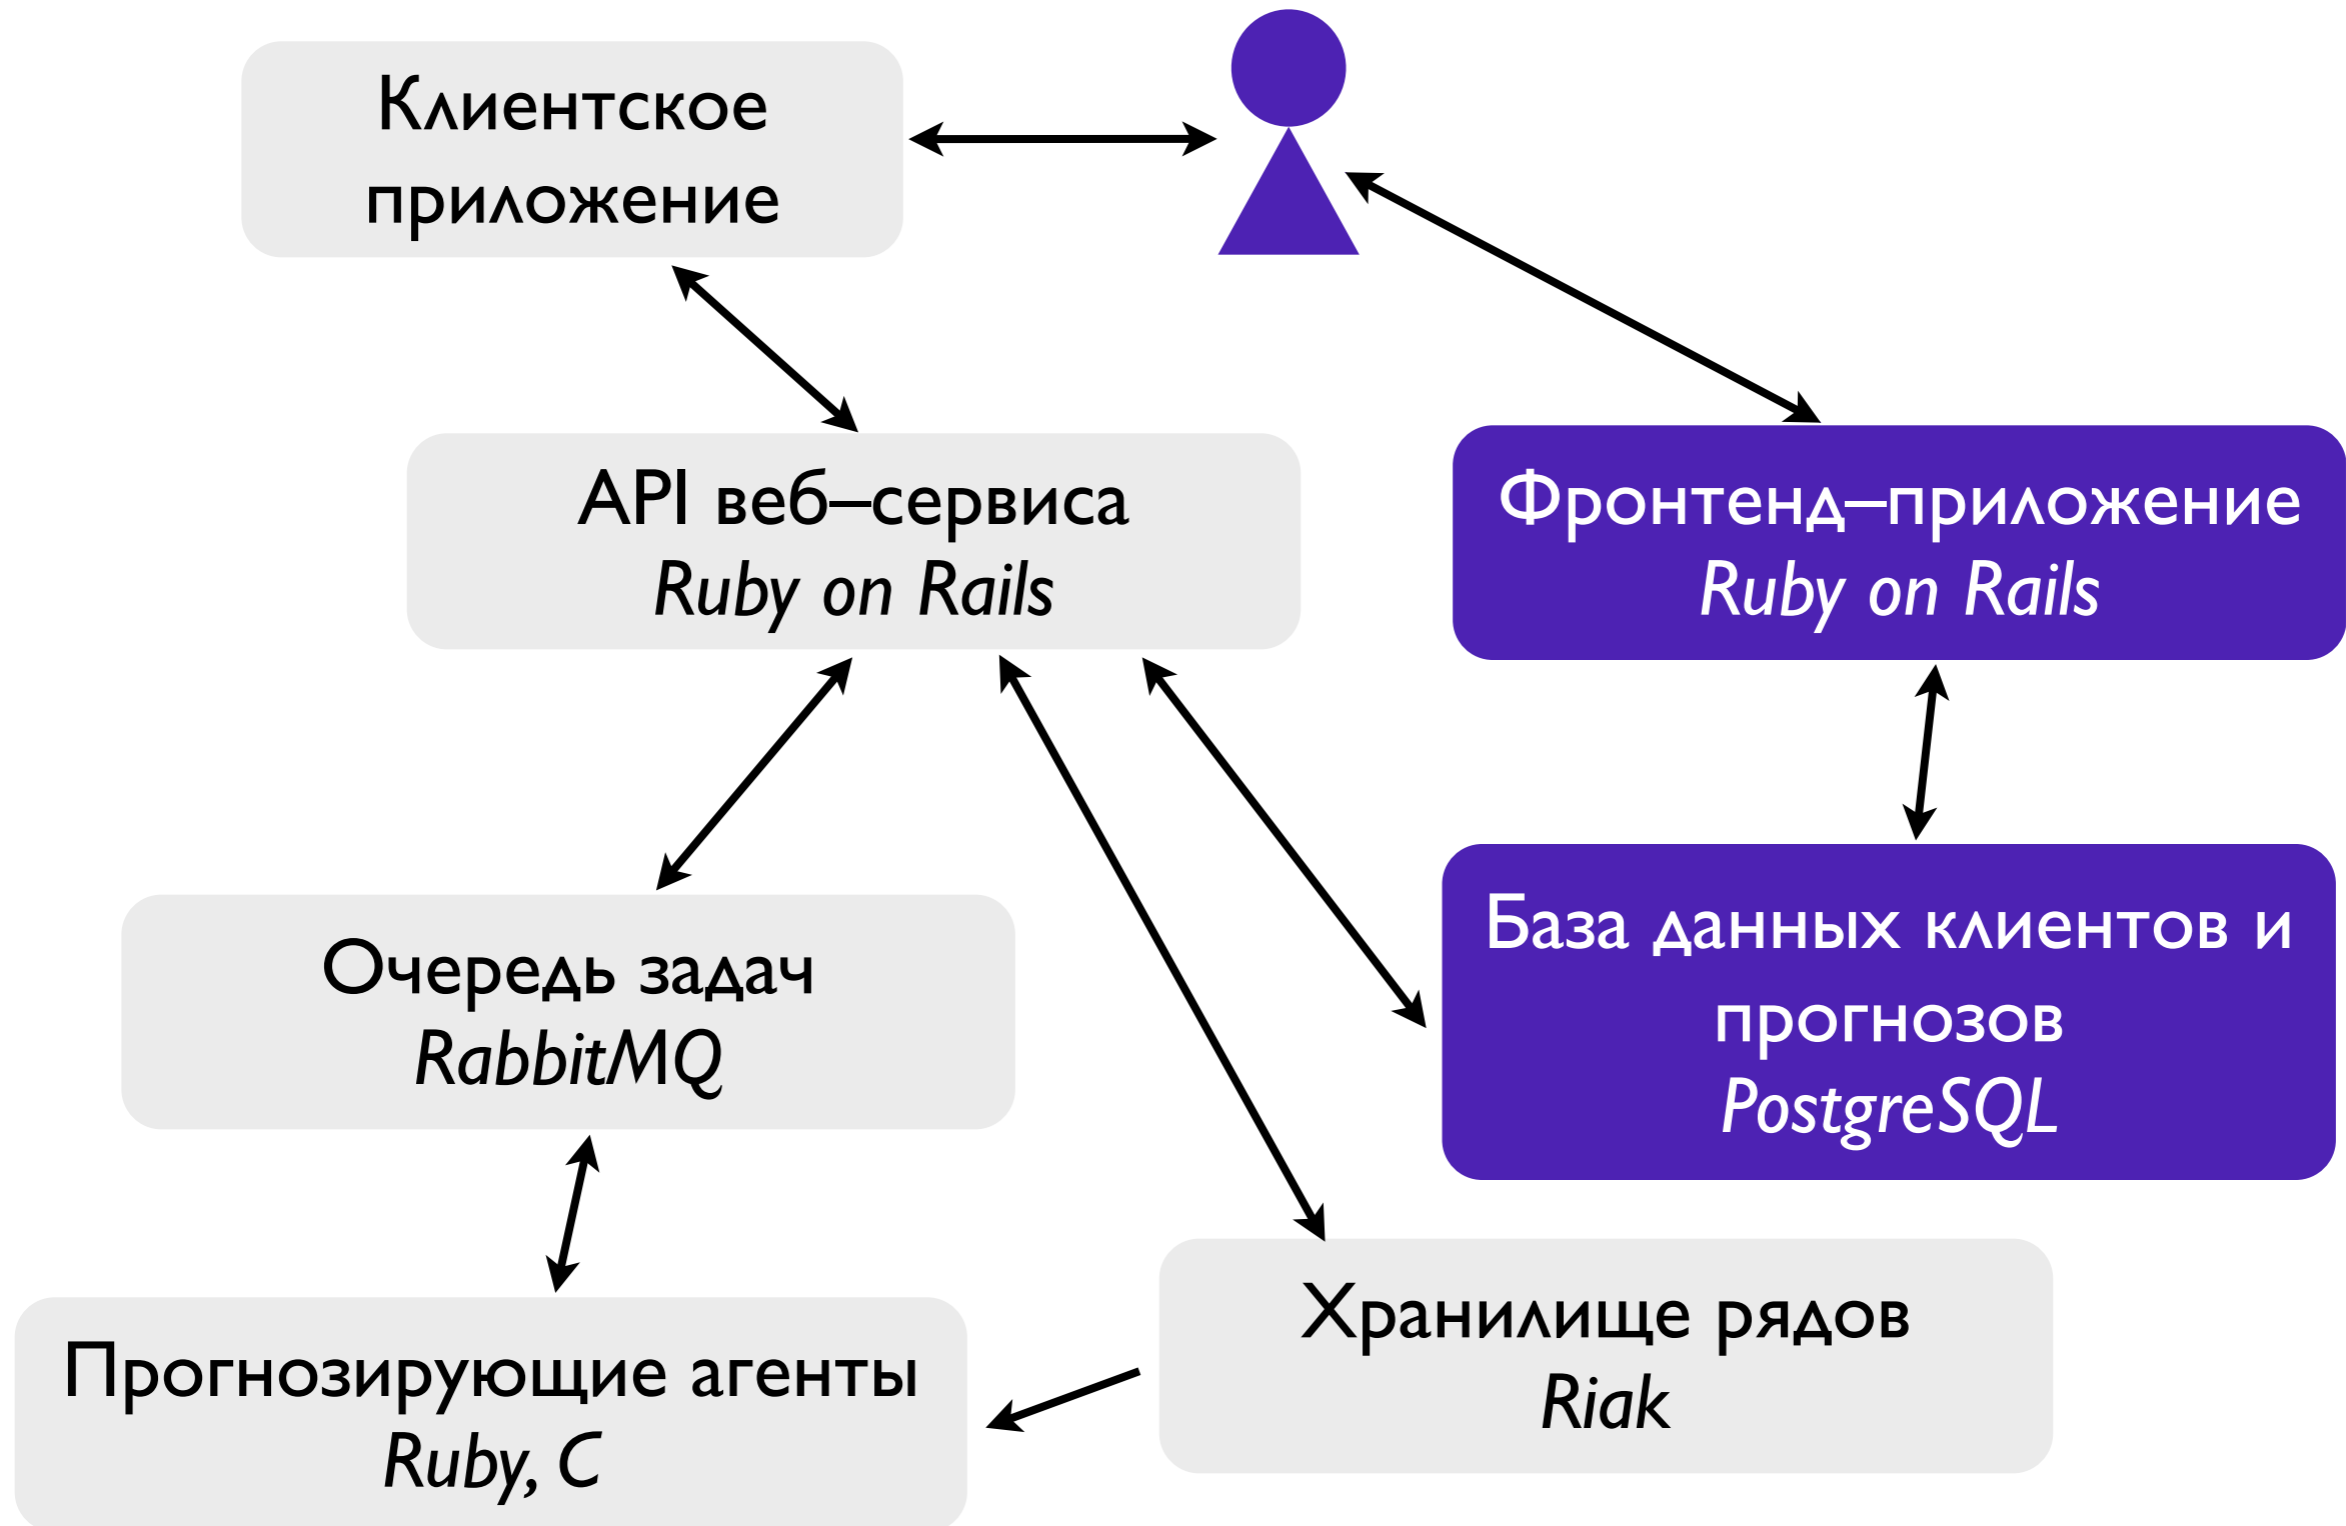 Клиентское
приложение
API веб–сервиса
Ruby on Rails
Фронтенд–приложение
Ruby on Rails
База данных клиентов и
прогнозов
PostgreSQL
Очередь задач
RabbitMQ
Хранилище рядов
Riak
Прогнозирующие агенты
Ruby, C